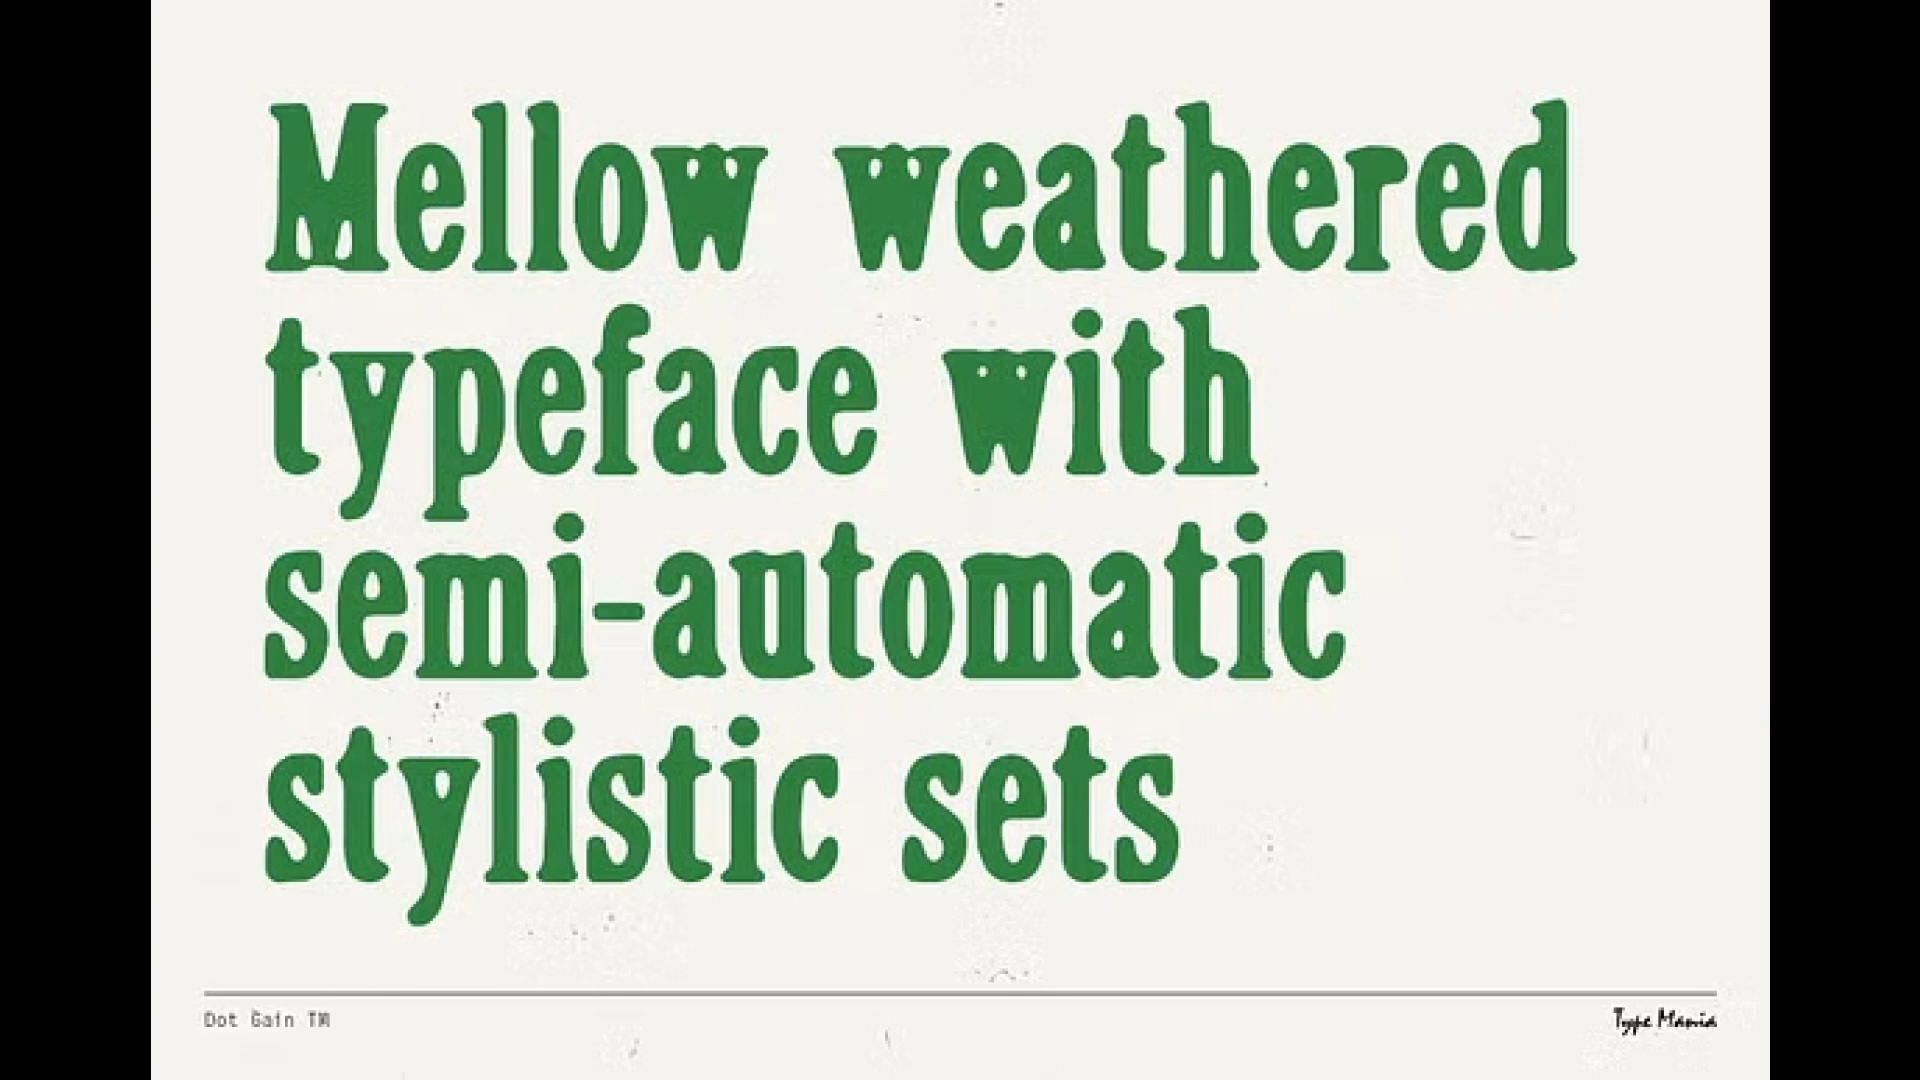 Mellow weathered
typeface with
semi-automatic
stylistic sets
Dot Gain TM
Type Mania